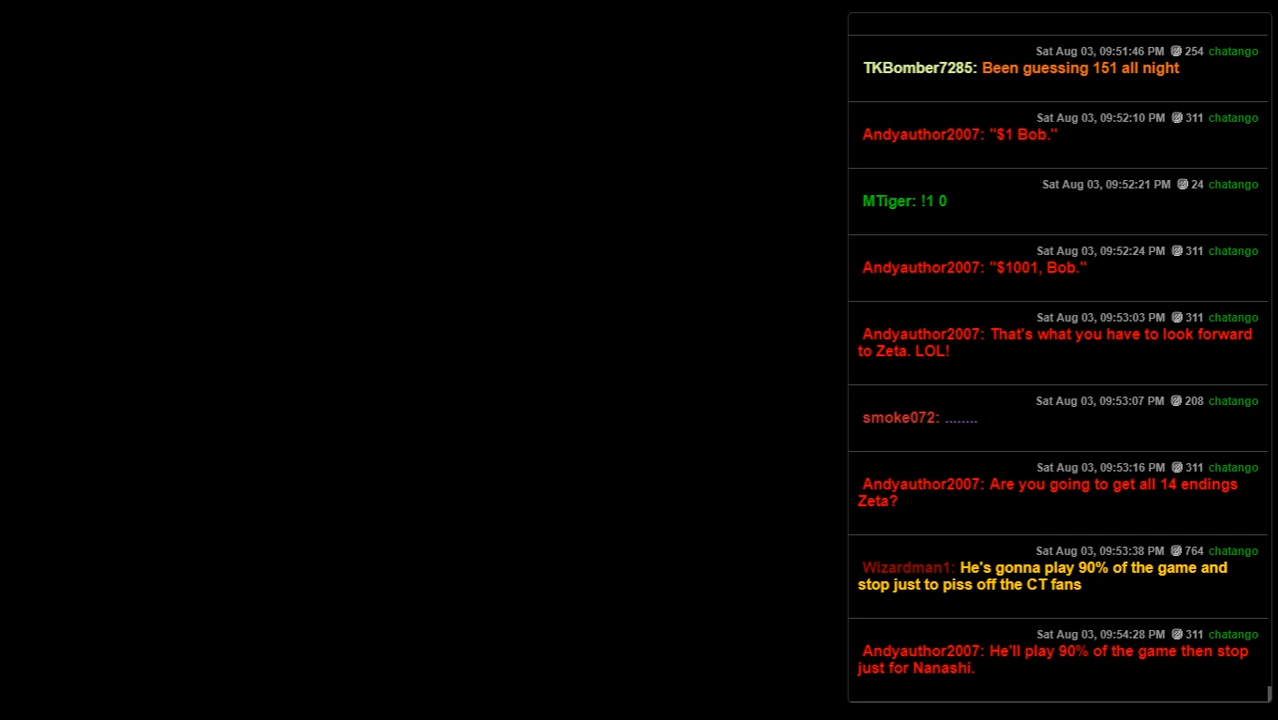 Sat Aug 03, 09:51:46 PM 254 chatango
TKBomber7285: Been guessing 151 all night
Sat Aug 03, 09:52:10 PM 311 chatango
Andyauthor2007: "$1 Bob."
Sat Aug 03, 09:52:21 PM 24 chatango
MTiger: !1 0
Sat Aug 03, 09:52:24 PM 311 chatango
Andyauthor2007: "$1001, Bob."
Sat Aug 03, 09:53:03 PM 311 chatango
Andyauthor2007: That's what you have to look forward
to Zeta. LOL!
Sat Aug 03, 09:53:07 PM 208 chatango
smoke072: ........
Sat Aug 03, 09:53:16 PM 311 chatango
Andyauthor2007: Are you going to get all 14 endings
Zeta?
Sat Aug 03, 09:53:38 PM 764 chatango
Wizardman1: He's gonna play 90% of the game and
stop just to piss off the CT fans
Sat Aug 03, 09:54:28 PM 311 chatango
Andyauthor2007: He'll play 90% of the game then stop
just for Nanashi.